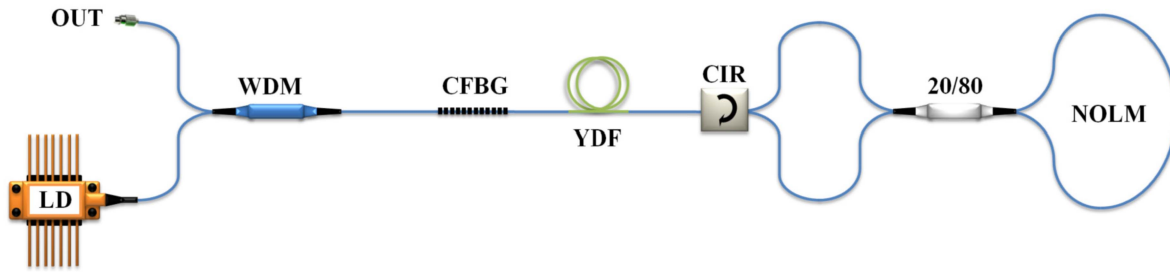 OUT
WDM
CFBG
YDF
CIR
20/80
NOLM
LD